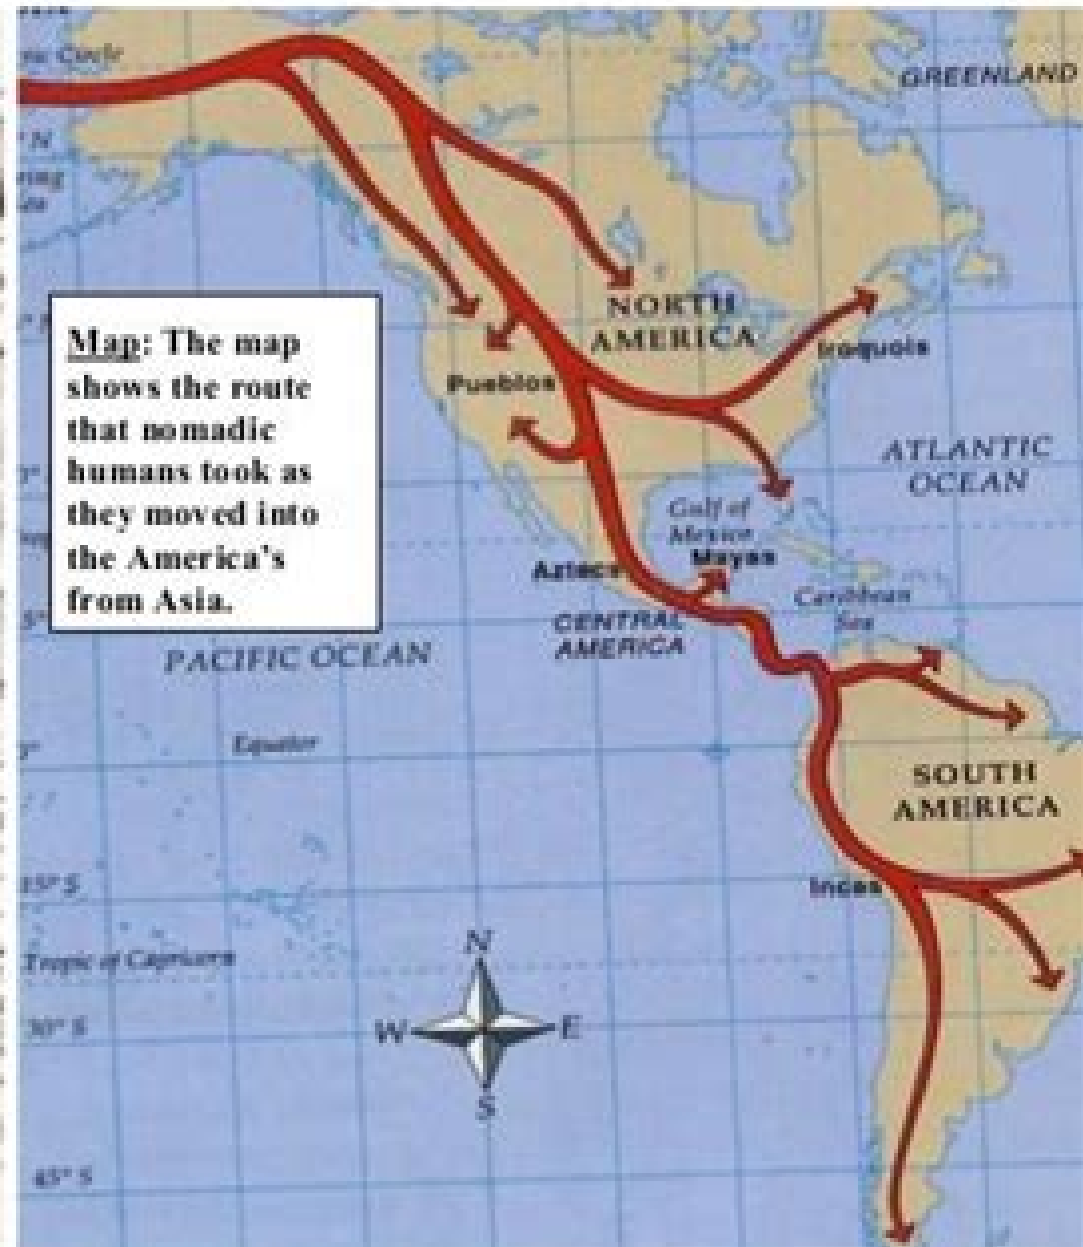 Circle
GREENLAND
N
Map: The map
shows the route
that nomadic
humans took as
they moved into
the America's
from Asia.
NORTH
AMERICA
Iroquois
Pueblos
ATLANTIC
OCEAN
Gulf of
Mexico
Mayas
Aztecs
Caribbean
Sea
CENTRAL
AMERICA
PACIFIC OCEAN
Equator
SOUTH
AMERICA
15° S
Incas
Tropic of Capricorn
30° S
N
W
E
S
45° S